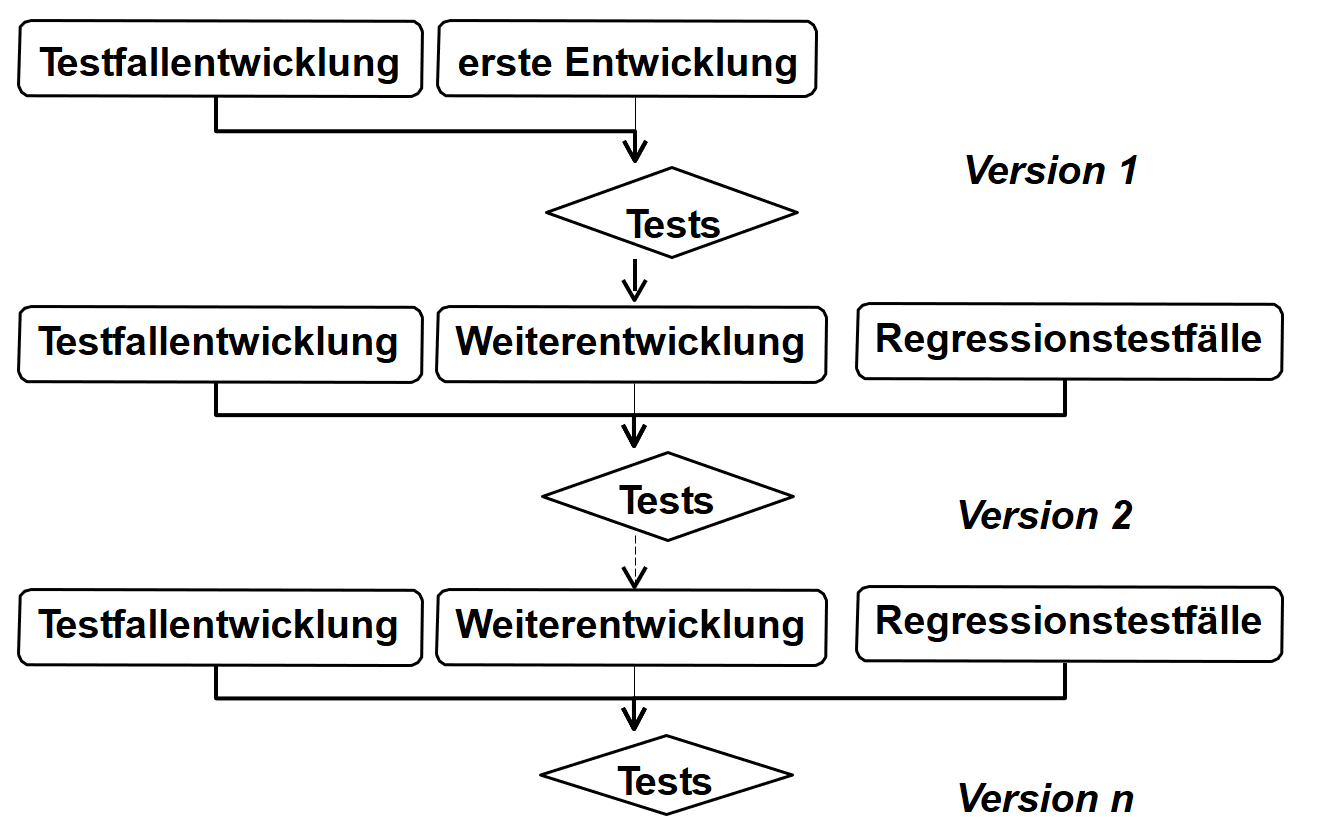 Testfallentwicklung
erste Entwicklung
Version 1
Tests
Testfallentwicklung
Weiterentwicklung
Regressionstestfälle
Tests
Version 2
Testfallentwicklung
Weiterentwicklung
Regressionstestfälle
Tests
Version n